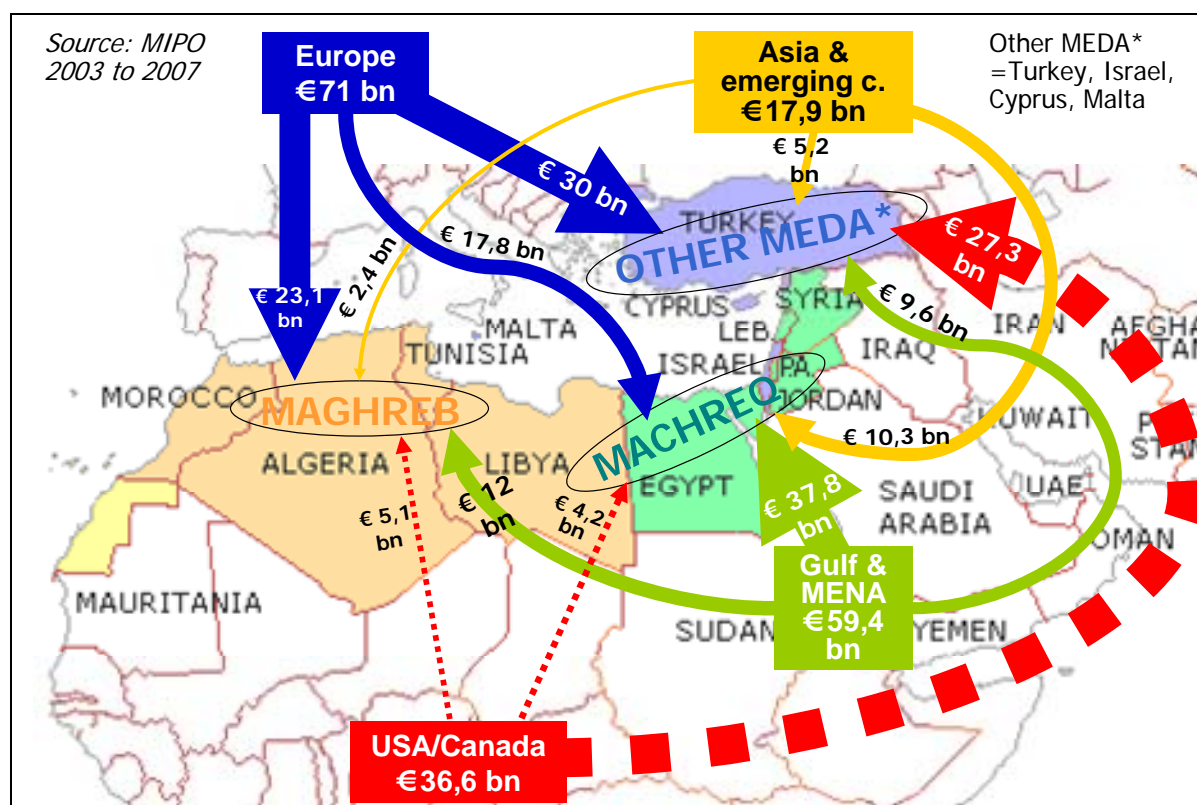 Source: MIPO
2003 to 2007
Europe
€71 bn
Asia &
emerging c.
€17,9 bn
Other MEDA*
=Turkey, Israel,
Cyprus, Malta
€ 5,2
bn
€ 30 bn
TURKEY
OTHER MEDA*
€ 27,3
bn
€ 17,8 bn
€ 2,4 bn
€ 23,1
bn
CYPRUS
SYRIA
€ 9,6 bn
IRAN
MALTA
TUNISIA
LEB.
ISRAEL
IRAQ
P.A.
JORDAN
MOROCCO
MAGHREB
MACHREQ
KUWAIT
€ 10,3 bn
ALGERIA
LIBYA
EGYPT
€ 37,8
bn
SAUDI
ARABIA
UAE
OMAN
€ 5,1
bn
€ 12
bn
€ 4,2
bn
Gulf &
MENA
€59,4
bn
MAURITANIA
SUDAN
YEMEN
USA/Canada
€36,6 bn